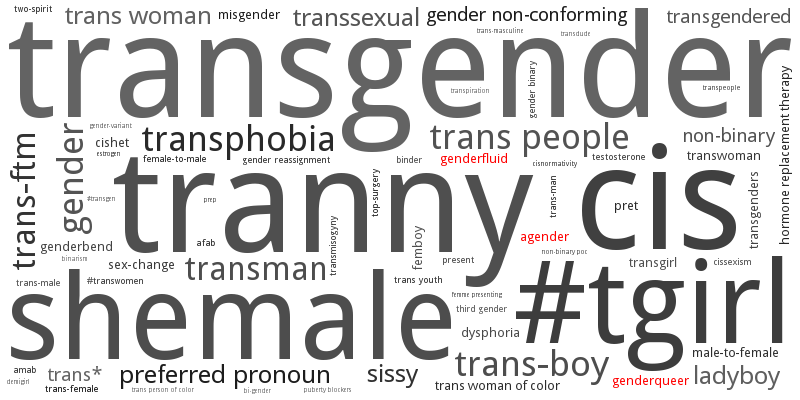 two-spirit
trans woman
misgender
transsexual
gender non-conforming
transgendered
transgender
trans-masculine
transdude
transpiration
gender binary
transpeople
hormone replacement therapy
gender-variant
cishet
estrogen
transphobia
trans people
non-binary
trans-ftm
gender
female-to-male
gender reassignment
binder
genderfluid
cisnormativity
testosterone
transwoman
tranny
cis
#transgen
prep
top-surgery
trans-man
pret
transgenders
afab
transmisogyny
femboy
agender
genderbend
binarism
sex-change
transman
present
non-binary poc
transgirl
cissexism
trans-male
#transwomen
trans youth
shemale
#tgirl
femme presenting
third gender
dysphoria
trans-boy
male-to-female
amab
demigirl
trans*
trans-female
preferred pronoun
trans person of color
bi-gender
puberty blockers
sissy
trans woman of color
genderqueer
ladyboy